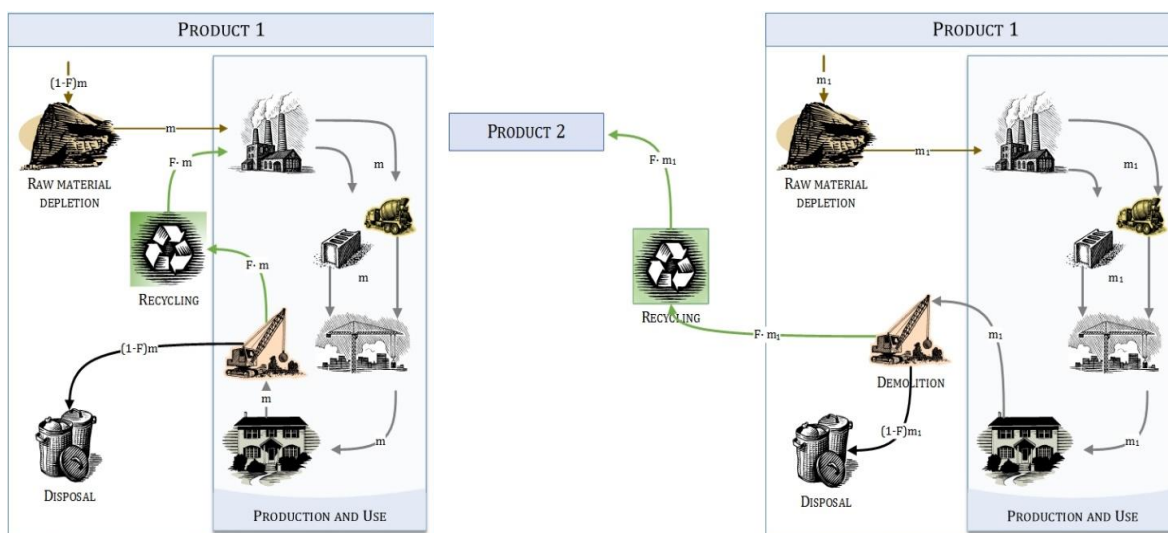 PRODUCT 1
(1-F)m
m
F· m
RAW MATERIAL
DEPLETION
m
F· m
m
RECYCLING
(1-F)m
m
m
DISPOSAL
PRODUCTION AND USE
PRODUCT 2
F· m₁
RECYCLING
F· m₁
PRODUCT 1
m₁
m₁
RAW MATERIAL
DEPLETION
m₁
m₁
m₁
DEMOLITION
(1-F)m₁
m₁
DISPOSAL
PRODUCTION AND USE